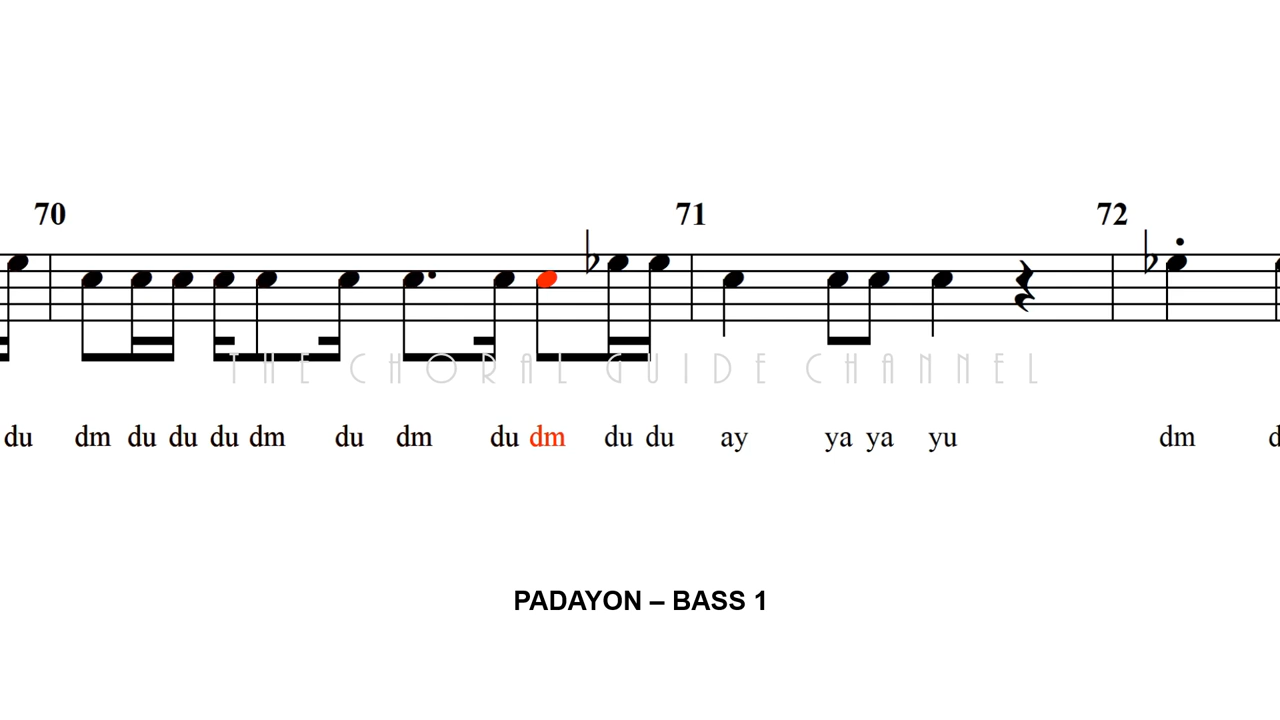 70 71 72
THE CHORAL GUIDE CHANNEL
du dm du du du dm du dm du dm du du ay ya ya yu dm
PADAYON – BASS 1